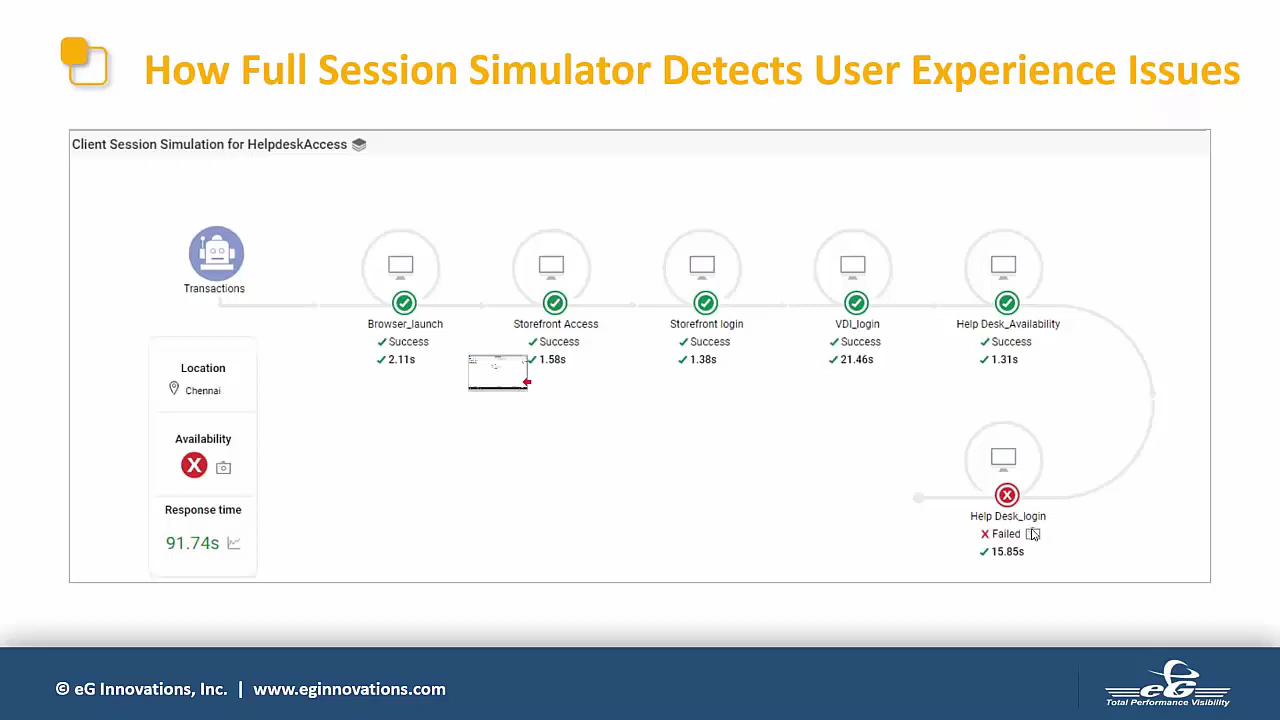 How Full Session Simulator Detects User Experience Issues
Client Session Simulation for HelpdeskAccess
Transactions
Browser_launch
Success
2.11s
Storefront Access
Success
1.58s
Storefront login
Success
1.38s
VDI_login
Success
21.46s
Help Desk_Availability
Success
1.31s
Location
Chennai
Availability
Response time
91.74s
Help Desk_login
Failed
15.85s
© eG Innovations, Inc. | www.eginnovations.com
eG
Total Performance Visibility